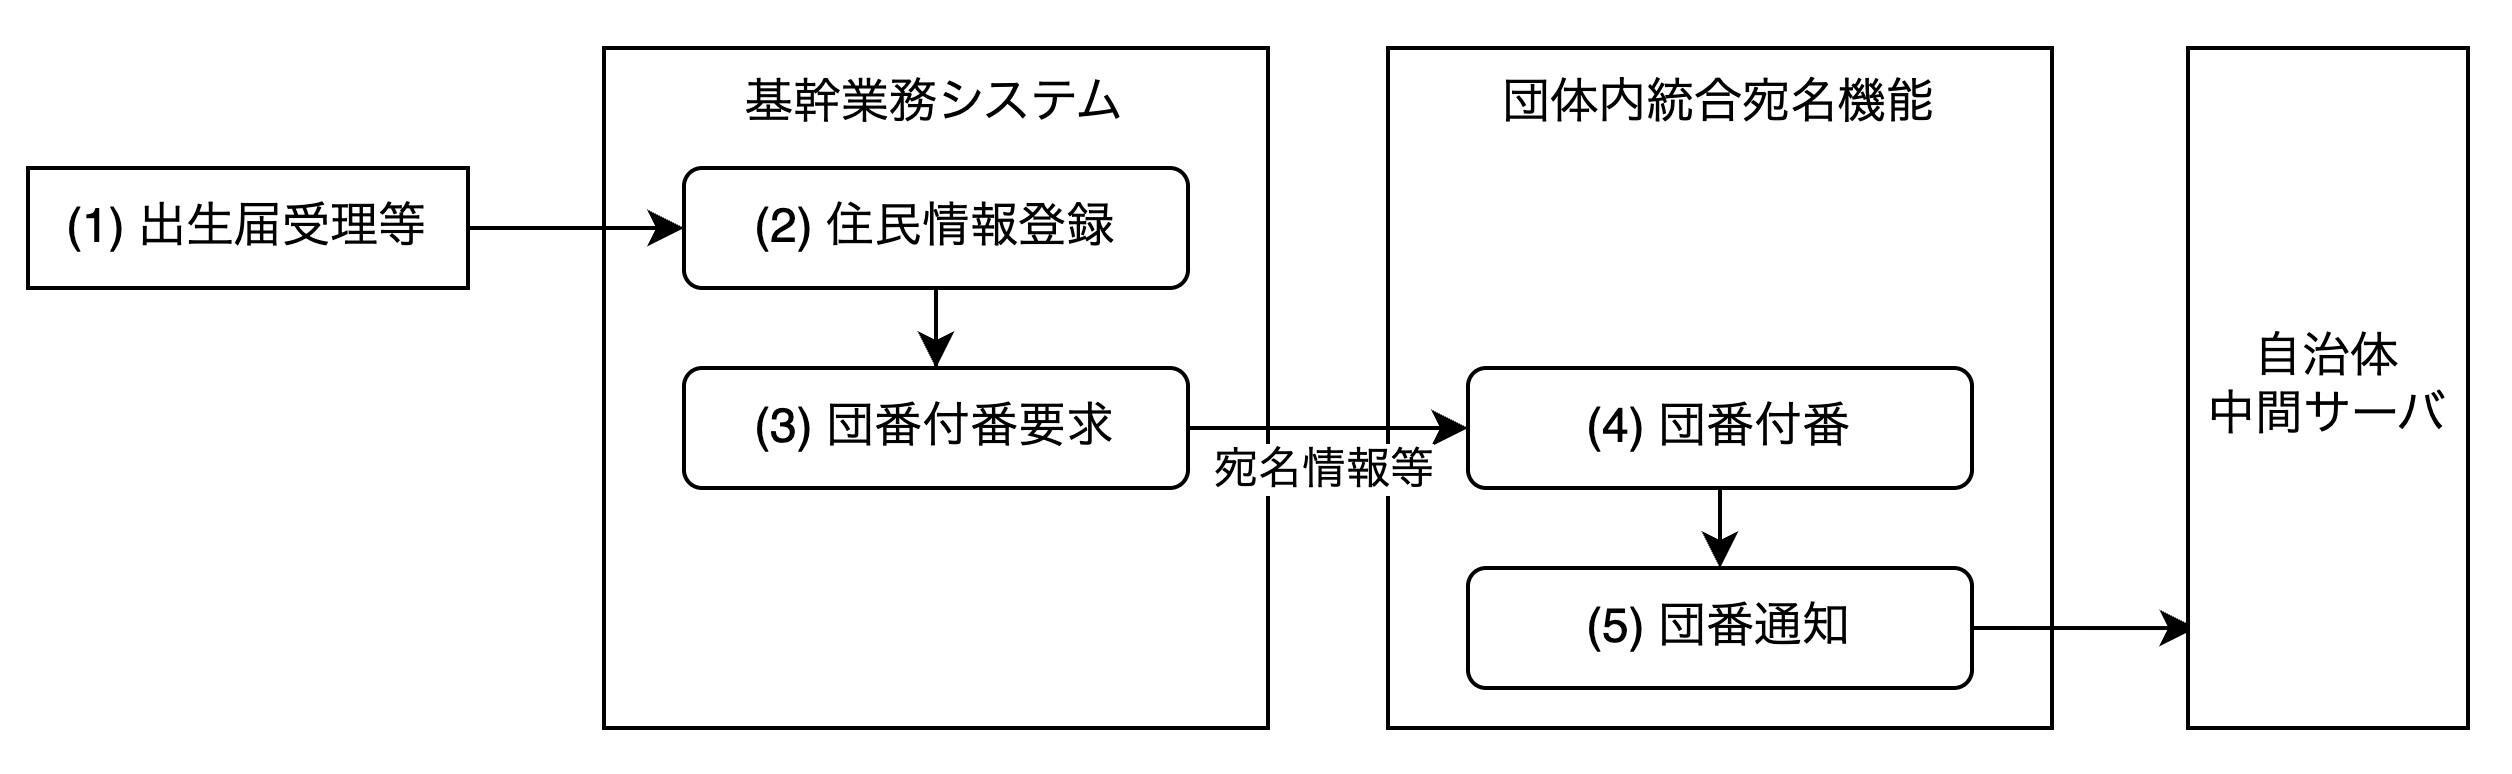 基幹業務システム
団体内統合宛名機能
(1) 出生届受理等
(2) 住民情報登録
(3) 団番付番要求
宛名情報等
(4) 団番付番
(5) 団番通知
自治体
中間サーバ